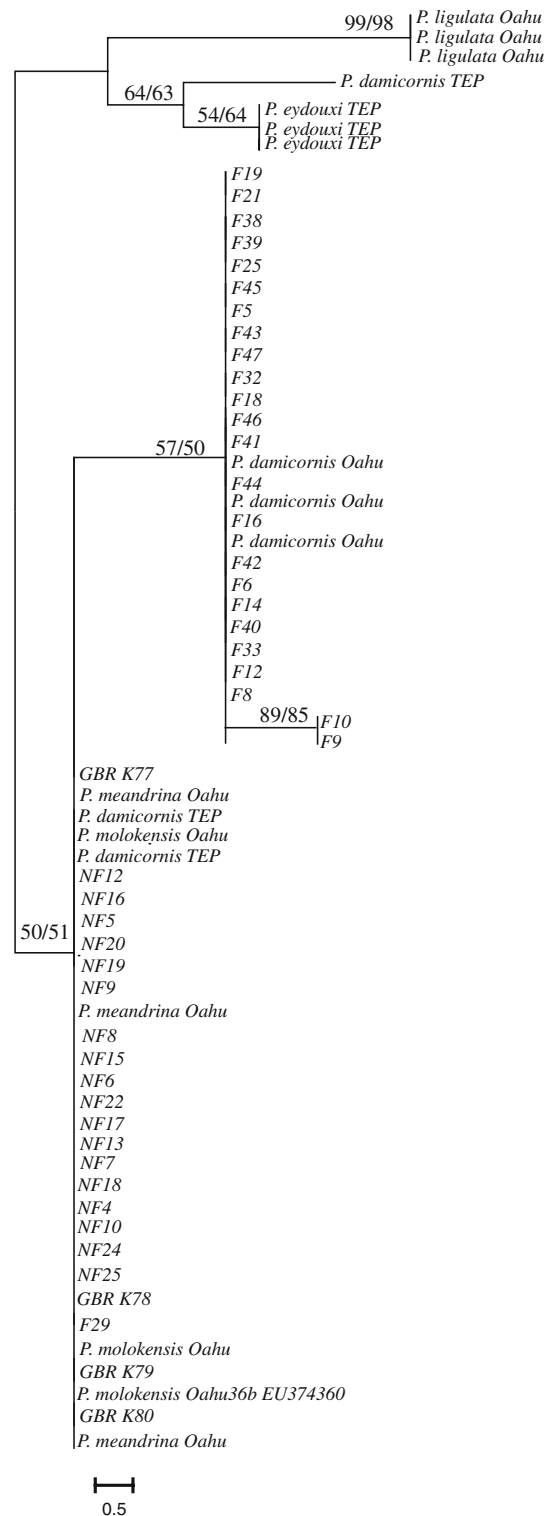 99/98
P. ligulata Oahu
P. ligulata Oahu
P. ligulata Oahu
P. damicornis TEP
64/63
54/64
P. eydouxi TEP
P. eydouxi TEP
P. eydouxi TEP
F19
F21
F38
F39
F25
F45
F5
F43
F47
F32
F18
F46
F41
57/50
P. damicornis Oahu
F44
P. damicornis Oahu
F16
P. damicornis Oahu
F42
F6
F14
F40
F33
F12
F8
89/85
F10
F9
GBR K77
P. meandrina Oahu
P. damicornis TEP
P. molokensis Oahu
P. damicornis TEP
NF12
NF16
NF5
50/51
NF20
NF19
NF9
P. meandrina Oahu
NF8
NF15
NF6
NF22
NF17
NF13
NF7
NF18
NF4
NF10
NF24
NF25
GBR K78
F29
P. molokensis Oahu
GBR K79
P. molokensis Oahu36b EU374360
GBR K80
P. meandrina Oahu
0.5